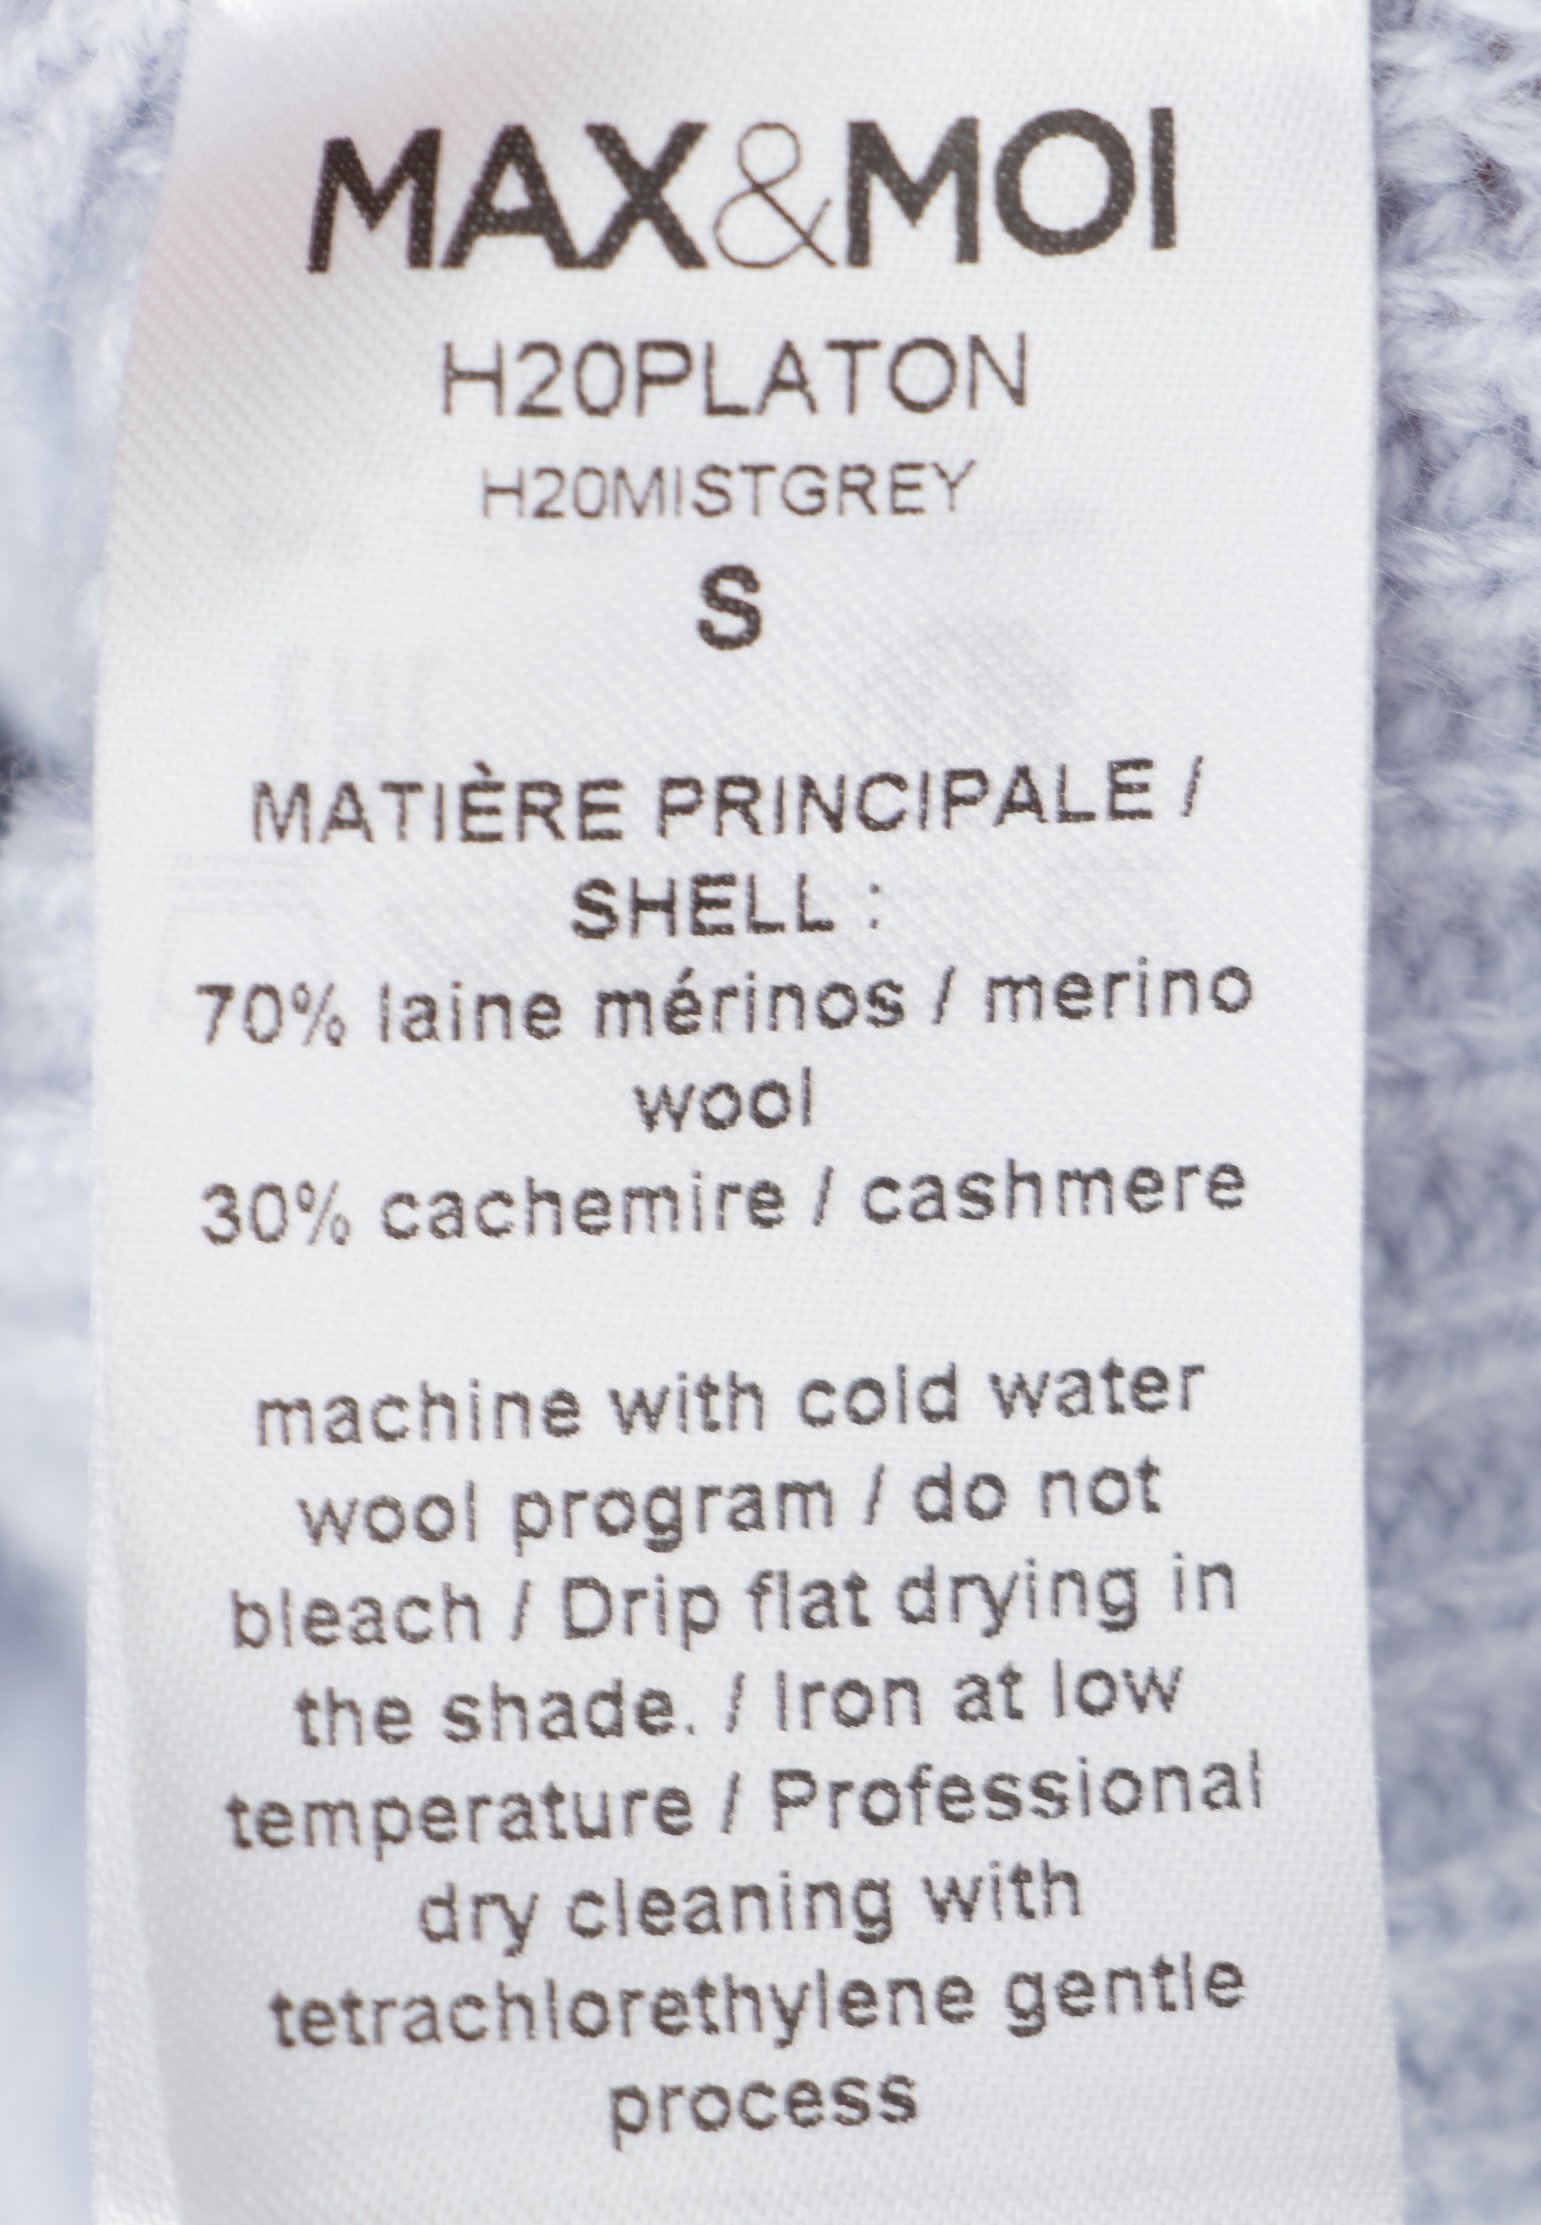 MAX&MOI
H20PLATON
H20MISTGREY
S
MATIÈRE PRINCIPALE /
SHELL :
70% laine mérinos / merino
wool
30% cachemire / cashmere
machine with cold water
wool program / do not
bleach / Drip flat drying in
the shade. / Iron at low
temperature / Professional
dry cleaning with
tetrachlorethylene gentle
process